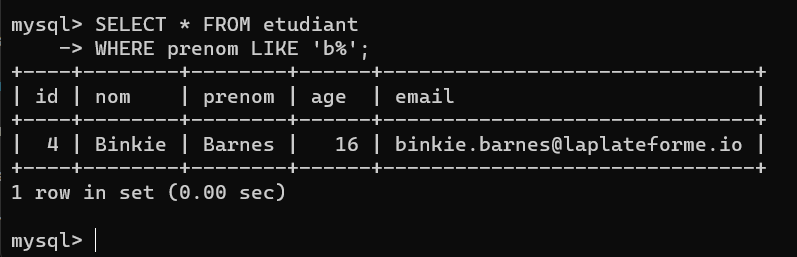 mysql> SELECT * FROM etudiant
    -> WHERE prenom LIKE 'b%';
+----+--------+--------+------+-------------------------------+
| id | nom    | prenom | age  | email                         |
+----+--------+--------+------+-------------------------------+
|  4 | Binkie | Barnes |   16 | binkie.barnes@laplateforme.io |
+----+--------+--------+------+-------------------------------+
1 row in set (0.00 sec)
mysql>